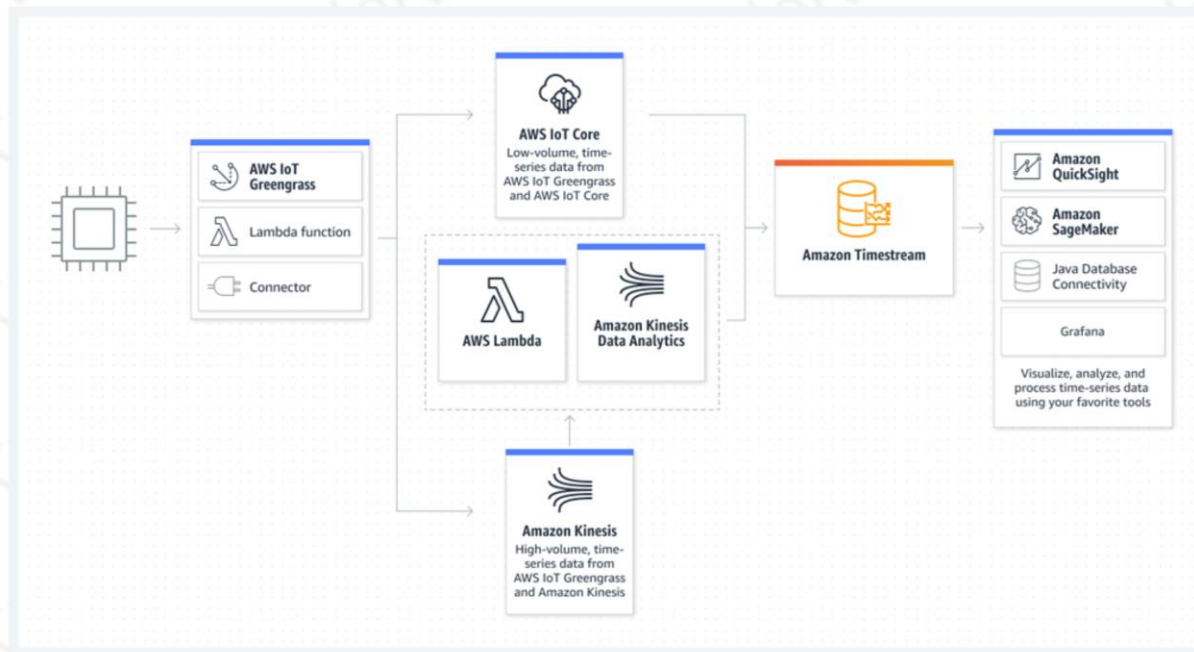 AWS IoT
Greengrass
Lambda function
Connector
AWS IoT Core
Low-volume, time-
series data from
AWS IoT Greengrass
and AWS IoT Core
AWS Lambda
Amazon Kinesis
Data Analytics
Amazon Kinesis
High-volume, time-
series data from
AWS IoT Greengrass
and Amazon Kinesis
Amazon Timestream
Amazon
QuickSight
Amazon
SageMaker
Java Database
Connectivity
Grafana
Visualize, analyze, and
process time-series data
using your favorite tools